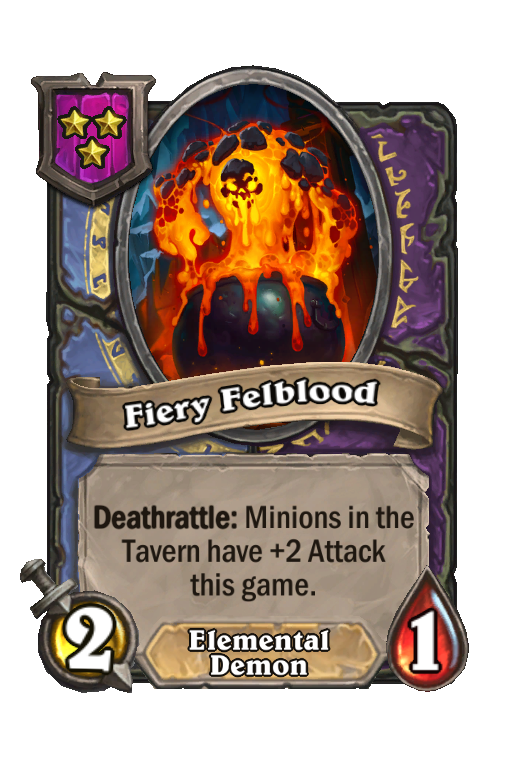 Fiery Felblood
Deathrattle: Minions in the
Tavern have +2 Attack
this game.
2
Elemental
Demon
1